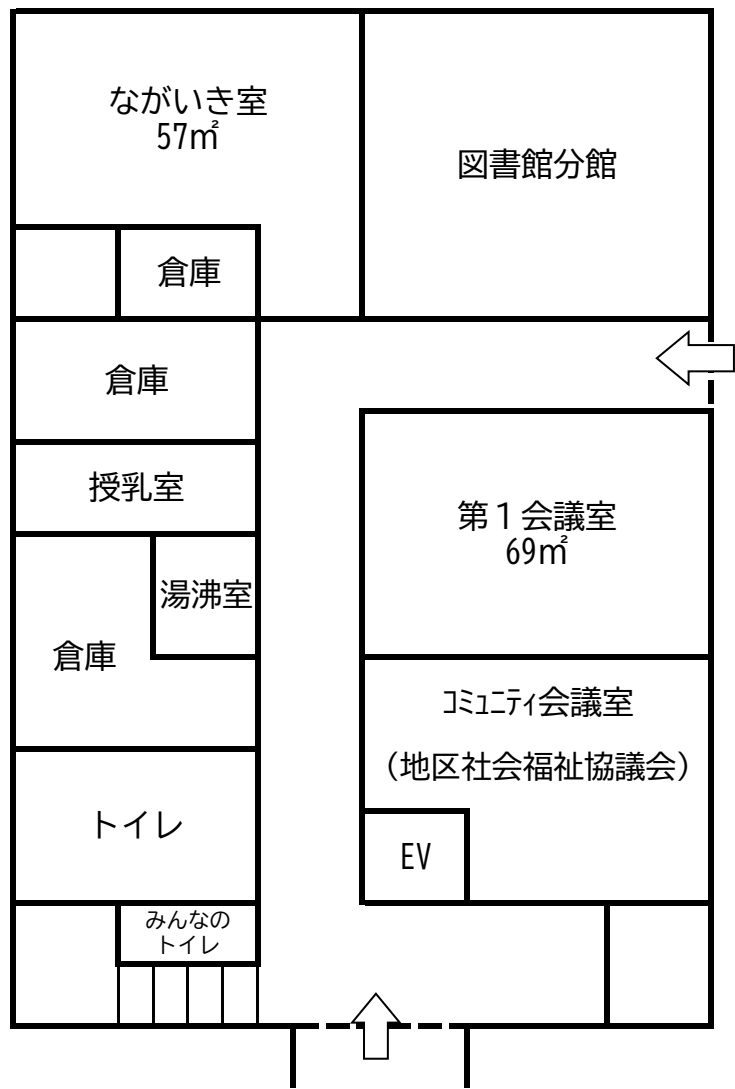 ながいき室
57㎡
図書館分館
倉庫
倉庫
授乳室
第１会議室
69㎡
湯沸室
倉庫
ｺﾐｭﾆﾃｨ会議室
（地区社会福祉協議会）
トイレ
EV
みんなの
トイレ